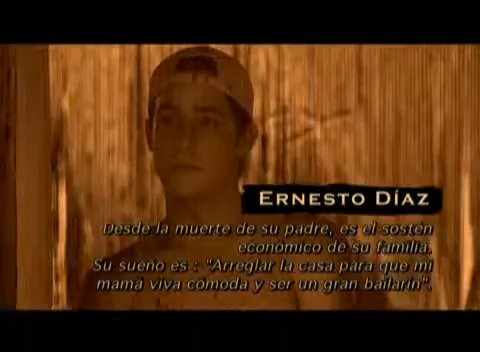 ERNESTO DÍAZ
Desde la muerte de su padre, es el sostén
económico de su familia.
Su sueño es : "Arreglar la casa para que mi
mamá viva cómoda y ser un gran bailarín".